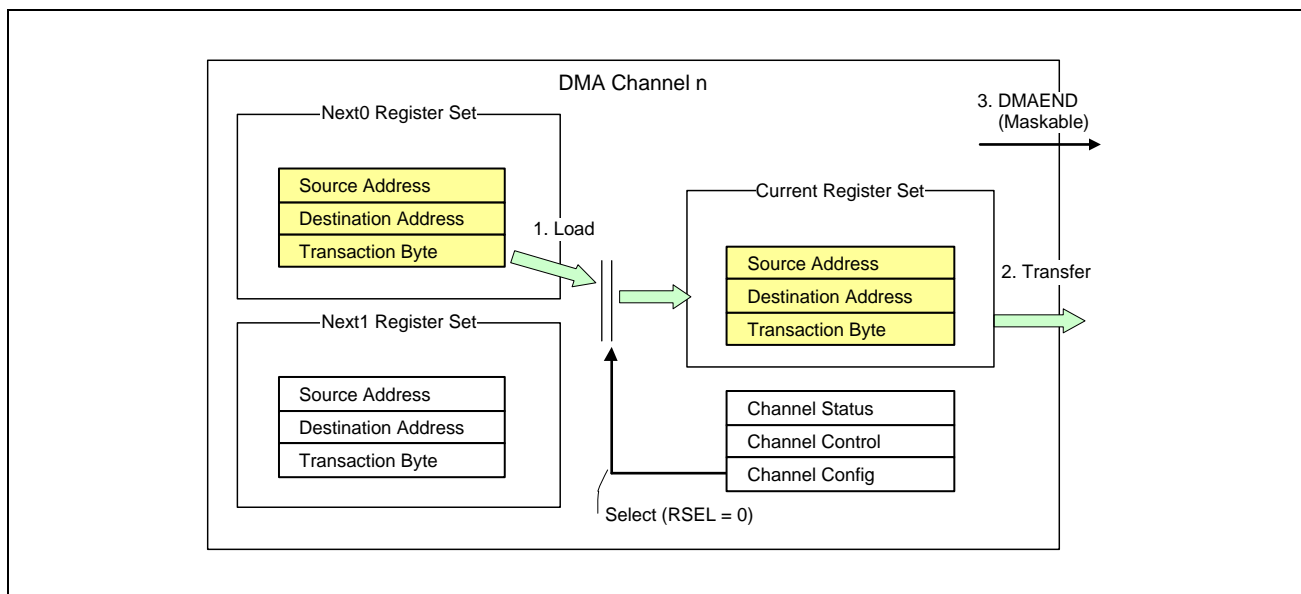 DMA Channel n
3. DMAEND
(Maskable)
Next0 Register Set
Source Address
Destination Address
Transaction Byte
1. Load
Current Register Set
Source Address
Destination Address
Transaction Byte
2. Transfer
Next1 Register Set
Source Address
Destination Address
Transaction Byte
Channel Status
Channel Control
Channel Config
Select (RSEL = 0)